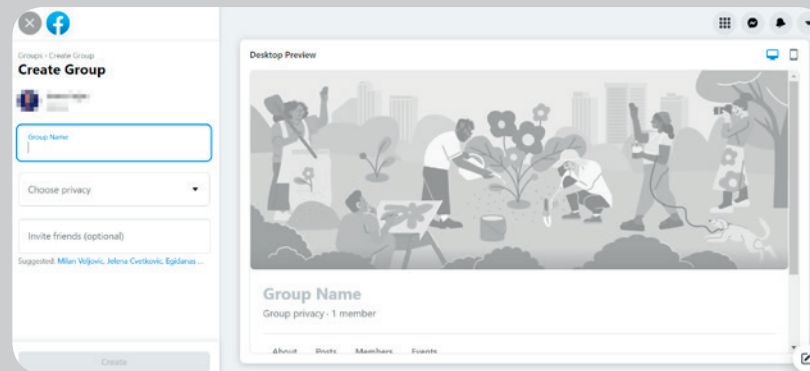 Groups › Create Group
Create Group
Group Name
Choose privacy
Invite friends (optional)
Suggested: Milan Veljovic, Jelena Cvetkovic, Egidanas ...
Create
Desktop Preview
Group Name
Group privacy · 1 member
About Posts Members Events